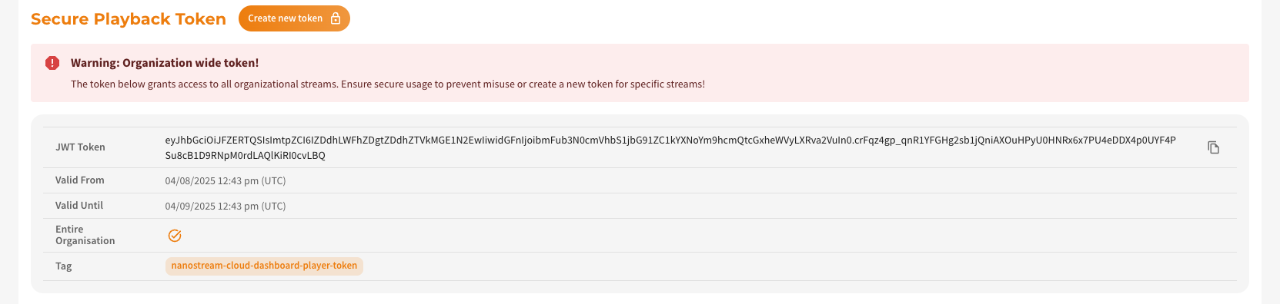 Secure Playback Token
Create new token
Warning: Organization wide token!
The token below grants access to all organizational streams. Ensure secure usage to prevent misuse or create a new token for specific streams!
JWT Token
eyJhbGciOiJFZERTQSIsImtpZCI6IZDdhLWFhZDgtZDdhZTVkMGE1N2EwIiwidGFnIjoibmFub3N0cmVhbS1jbG91ZC1kYXNoYm9hcmQtcGxheWVyLXRva2VuIn0.crFqz4gp_qnR1YFGHg2sb1jQniAXOuHPyU0HNRx6x7PU4eDDX4p0UYF4P
Su8cB1D9RNpM0rdLAQlKiRI0cvLBQ
Valid From
04/08/2025 12:43 pm (UTC)
Valid Until
04/09/2025 12:43 pm (UTC)
Entire
Organisation
Tag
nanostream-cloud-dashboard-player-token